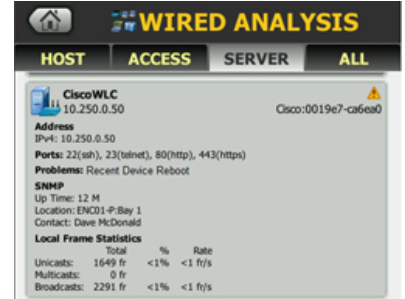 WIRED ANALYSIS
HOST ACCESS SERVER ALL
CiscoWLC
10.250.0.50 Cisco:0019e7-ca6ea0
Address
IPv4: 10.250.0.50
Ports: 22(ssh), 23(telnet), 80(http), 443(https)
Problems: Recent Device Reboot
SNMP
Up Time: 12 M
Location: ENC01-P:Bay 1
Contact: Dave McDonald
Local Frame Statistics
Total % Rate
Unicasts: 1649 fr <1% <1 fr/s
Multicasts: 0 fr
Broadcasts: 2291 fr <1% <1 fr/s